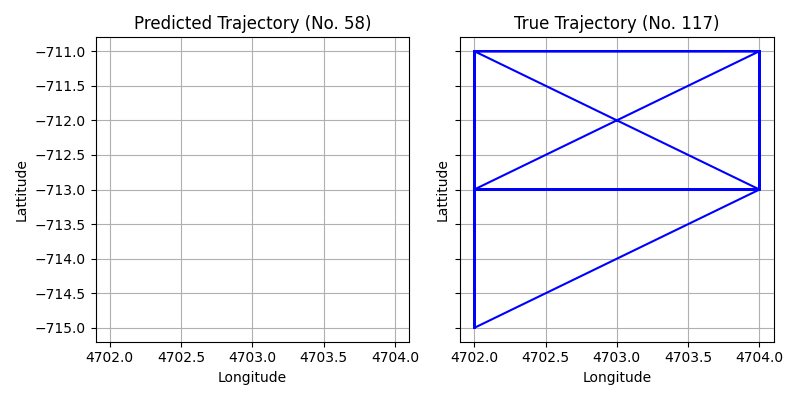 Predicted Trajectory (No. 58)
True Trajectory (No. 117)
Lattitude
−711.0
−711.5
−712.0
−712.5
−713.0
−713.5
−714.0
−714.5
−715.0
4702.0 4702.5 4703.0 4703.5 4704.0
Longitude
Lattitude
4702.0 4702.5 4703.0 4703.5 4704.0
Longitude